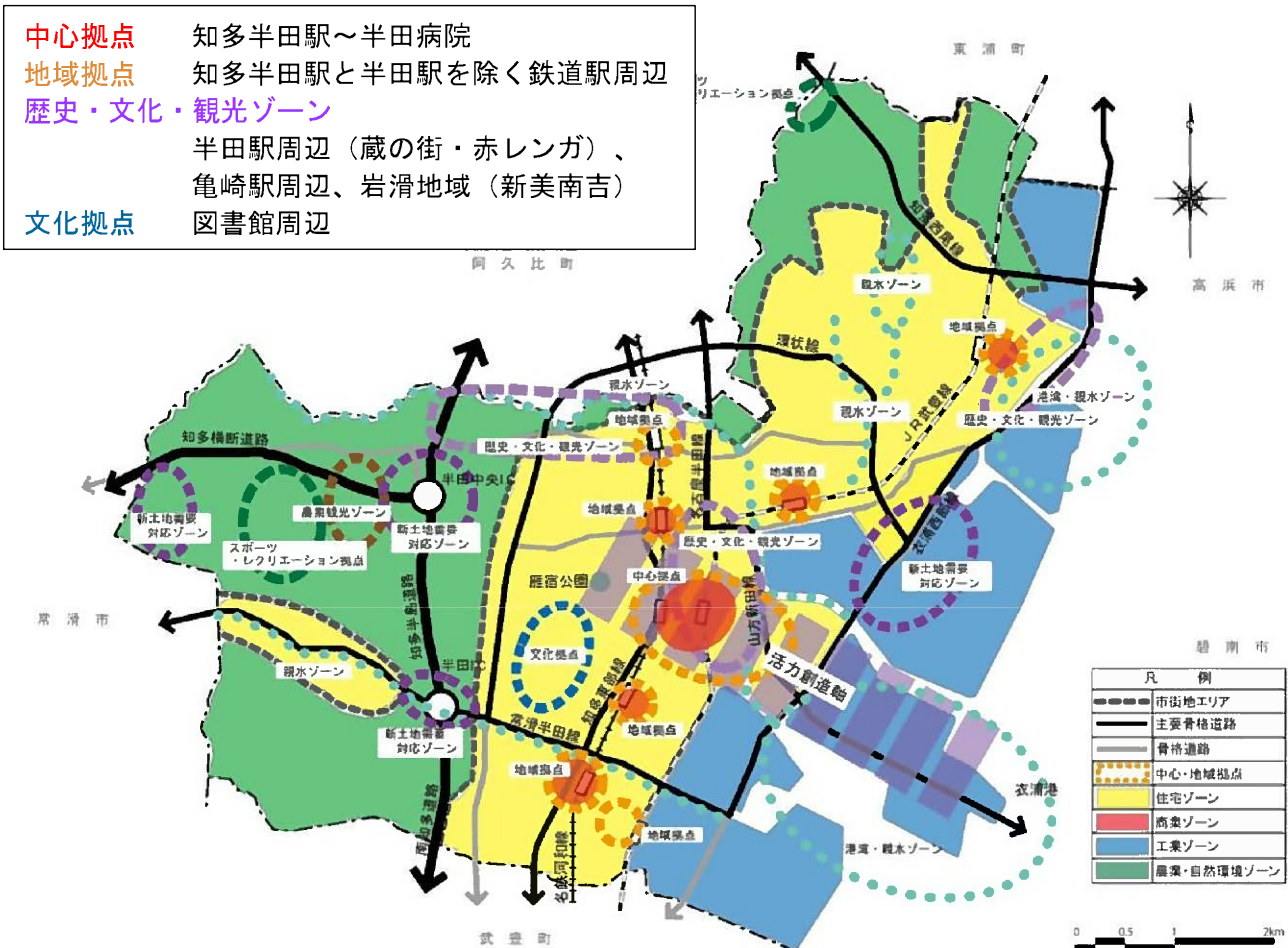 中心拠点 知多半田駅～半田病院
地域拠点 知多半田駅と半田駅を除く鉄道駅周辺
歴史・文化・観光ゾーン
半田駅周辺（蔵の街・赤レンガ）、
亀崎駅周辺、岩滑地域（新美南吉）
文化拠点 図書館周辺
東浦町
リエーション拠点
阿久比町
高浜市
知多西尾線
親水ゾーン
地域拠点
環状線
港湾・親水ゾーン
親水ゾーン
親水ゾーン
JR武豊線
歴史・文化・観光ゾーン
地域拠点
知多横断道路
歴史・文化・観光ゾーン
名古屋半田線
地域拠点
半田中央IC
農業観光ゾーン
地域拠点
新土地需要
対応ゾーン
新土地需要
対応ゾーン
スポーツ
・レクリエーション拠点
歴史・文化・観光ゾーン
衣浦西部線
新土地需要
対応ゾーン
雁宿公園
中心拠点
常滑市
知多半島道路
山方新田線
碧南市
文化拠点
活力創造軸
半田IC
親水ゾーン
知多東部線
常滑半田線
地域拠点
新土地需要
対応ゾーン
地域拠点
衣浦港
南知多道路
地域拠点
港湾・親水ゾーン
名鉄河和線
武豊町
凡例
市街地エリア
主要骨格道路
骨格道路
中心・地域拠点
住宅ゾーン
商業ゾーン
工業ゾーン
農業・自然環境ゾーン
0 0.5 1 2km